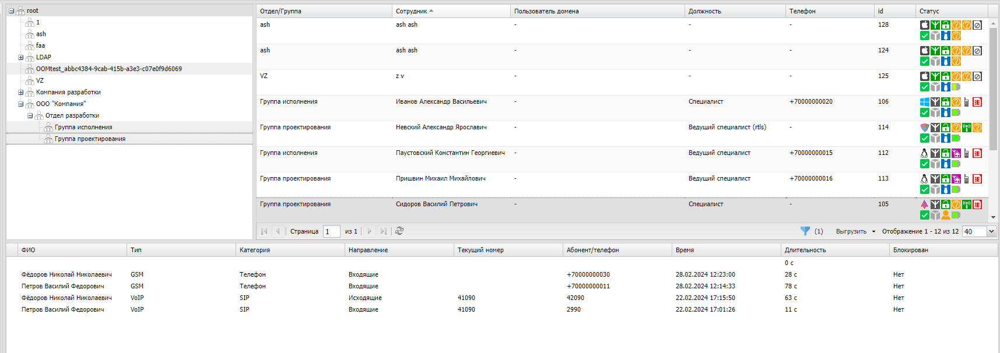 root
1
ash
faa
LDAP
OOMtest_abbc4384-9cab-415b-a3e3-c07e0f9d6069
VZ
Компания разработки
ООО "Компания"
Отдел разработки
Группа исполнения
Группа проектирования
Отдел/Группа Сотрудник Пользователь домена Должность Телефон id Статус
ash ash ash - - - 128
ash ash ash - - - 124
VZ z v - - - 125
Группа исполнения Иванов Александр Васильевич - Специалист +70000000020 106
Группа проектирования Невский Александр Ярославич - Ведущий специалист (rtls) - 114
Группа исполнения Паустовский Константин Георгиевич - Ведущий специалист +70000000015 112
Группа проектирования Пришвин Михаил Михайлович - Ведущий специалист +70000000016 113
Группа проектирования Сидоров Василий Петрович - Специалист - 105
Страница 1 из 1 (1) Выгрузить Отображение 1 - 12 из 12 40
ФИО Тип Категория Направление Текущий номер Абонент/телефон Время Длительность Блокирован
0 с
Фёдоров Николай Николаевич GSM Телефон Входящие +70000000030 28.02.2024 12:23:00 28 с Нет
Петров Василий Федорович GSM Телефон Входящие +70000000011 28.02.2024 12:14:33 78 с Нет
Фёдоров Николай Николаевич VoIP SIP Исходящие 41090 42090 22.02.2024 17:15:50 63 с Нет
Петров Василий Федорович VoIP SIP Входящие 41090 2990 22.02.2024 17:01:26 11 с Нет